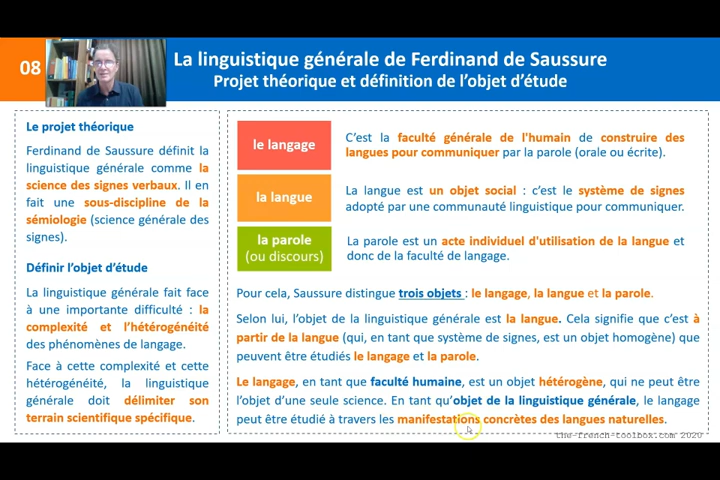 08
La linguistique générale de Ferdinand de Saussure
Projet théorique et définition de l'objet d'étude
Le projet théorique
Ferdinand de Saussure définit la
linguistique générale comme la
science des signes verbaux. Il en
fait une sous-discipline de la
sémiologie (science générale des
signes).
Définir l'objet d'étude
La linguistique générale fait face
à une importante difficulté : la
complexité et l'hétérogénéité
des phénomènes de langage.
Face à cette complexité et cette
hétérogénéité, la linguistique
générale doit délimiter son
terrain scientifique spécifique.
le langage
C'est la faculté générale de l'humain de construire des
langues pour communiquer par la parole (orale ou écrite).
la langue
La langue est un objet social : c'est le système de signes
adopté par une communauté linguistique pour communiquer.
la parole
(ou discours)
La parole est un acte individuel d'utilisation de la langue et
donc de la faculté de langage.
Pour cela, Saussure distingue trois objets : le langage, la langue et la parole.
Selon lui, l'objet de la linguistique générale est la langue. Cela signifie que c'est à
partir de la langue (qui, en tant que système de signes, est un objet homogène) que
peuvent être étudiés le langage et la parole.
Le langage, en tant que faculté humaine, est un objet hétérogène, qui ne peut être
l'objet d'une seule science. En tant qu'objet de la linguistique générale, le langage
peut être étudié à travers les manifestations concrètes des langues naturelles.
the-french-toolbox.com 2020